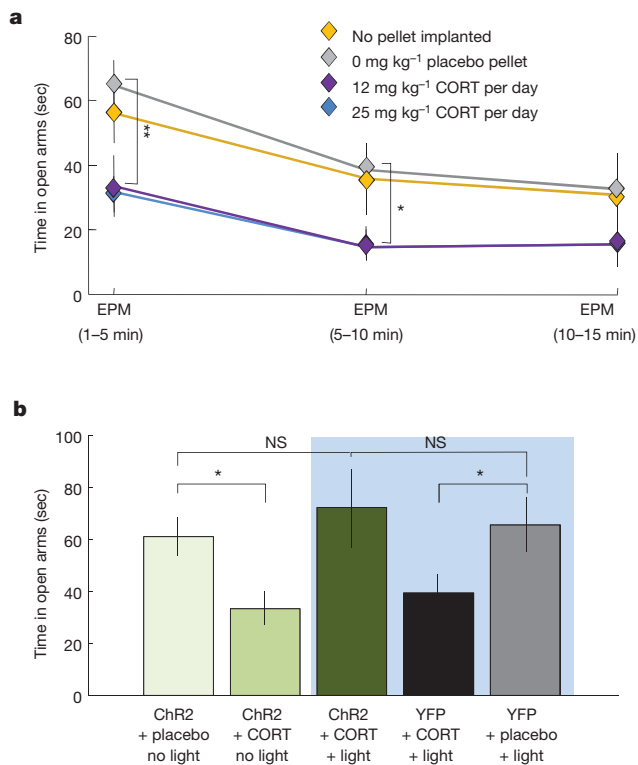 a
80
60
40
20
0
Time in open arms (sec)
No pellet implanted
0 mg kg⁻¹ placebo pellet
12 mg kg⁻¹ CORT per day
25 mg kg⁻¹ CORT per day
**
*
EPM
(1–5 min)
EPM
(5–10 min)
EPM
(10–15 min)
b
100
80
60
40
20
0
Time in open arms (sec)
NS
NS
*
*
ChR2
+ placebo
no light
ChR2
+ CORT
no light
ChR2
+ CORT
+ light
YFP
+ CORT
+ light
YFP
+ placebo
+ light